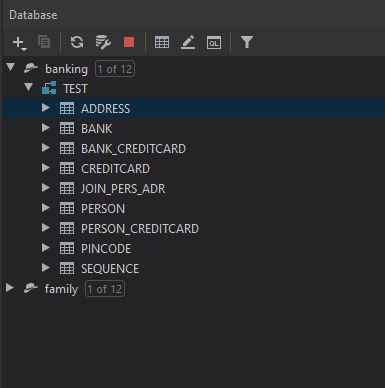 Database
QL
banking 1 of 12
TEST
ADDRESS
BANK
BANK_CREDITCARD
CREDITCARD
JOIN_PERS_ADR
PERSON
PERSON_CREDITCARD
PINCODE
SEQUENCE
family 1 of 12